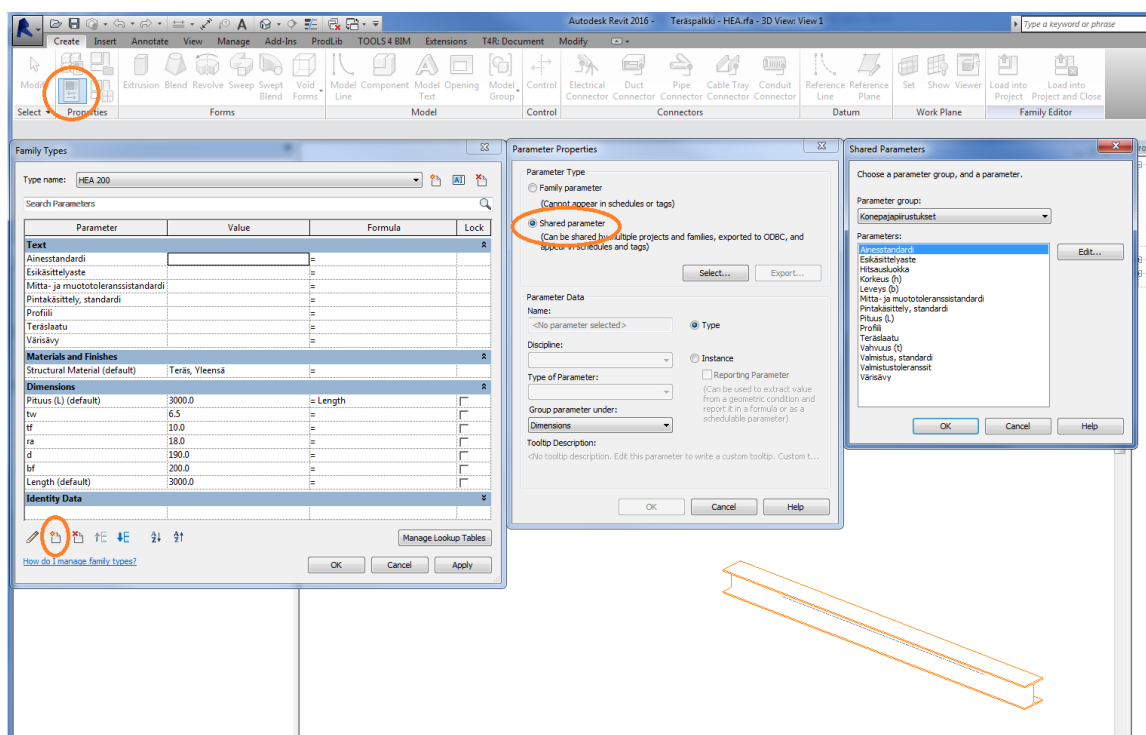 Autodesk Revit 2016 - Teräspalkki - HEA.rfa - 3D View: View 1
Type a keyword or phrase
Create Insert Annotate View Manage Add-Ins ProdLib TOOLS 4 BIM Extensions T4R: Document Modify
Extrusion Blend Revolve Sweep Swept Blend Void Forms
Model Line Component Model Text Opening Model Group
Control
Electrical Connector Duct Connector Pipe Connector Cable Tray Connector Conduit Connector
Reference Line Reference Plane
Set Show Viewer
Load into Project Load into Project and Close
Select Properties Forms Model Control Connectors Datum Work Plane Family Editor
Family Types
Type name: HEA 200
Search Parameters
Parameter Value Formula Lock
Text
Ainesstandardi =
Esikäsittelyaste =
Mitta- ja muototoleranssistandardi =
Pintakäsittely, standardi =
Profiili =
Teräslaatu =
Värisävy =
Materials and Finishes
Structural Material (default) Teräs, Yleensä =
Dimensions
Pituus (L) (default) 3000.0 = Length
tw 6.5 =
tf 10.0 =
ra 18.0 =
d 190.0 =
bf 200.0 =
Length (default) 3000.0 =
Identity Data
Manage Lookup Tables
How do I manage family types?
OK Cancel Apply
Parameter Properties
Parameter Type
Family parameter
(Cannot appear in schedules or tags)
Shared parameter
(Can be shared by multiple projects and families, exported to ODBC, and
appear in schedules and tags)
Select... Export...
Parameter Data
Name:
<No parameter selected>
Type
Discipline:
Instance
Reporting Parameter
Type of Parameter:
(Can be used to extract value
from a geometric condition and
report it in a formula or as a
schedulable parameter)
Group parameter under:
Dimensions
Tooltip Description:
<No tooltip description. Edit this parameter to write a custom tooltip. Custom t...
OK Cancel Help
Shared Parameters
Choose a parameter group, and a parameter.
Parameter group:
Konepajapiirustukset
Parameters:
Edit...
Ainesstandardi
Esikäsittelyaste
Hitsausluokka
Korkeus (h)
Leveys (b)
Mitta- ja muototoleranssistandardi
Pintakäsittely, standardi
Pituus (L)
Profiili
Teräslaatu
Vahvuus (t)
Valmistus, standardi
Valmistustoleranssit
Värisävy
OK Cancel Help